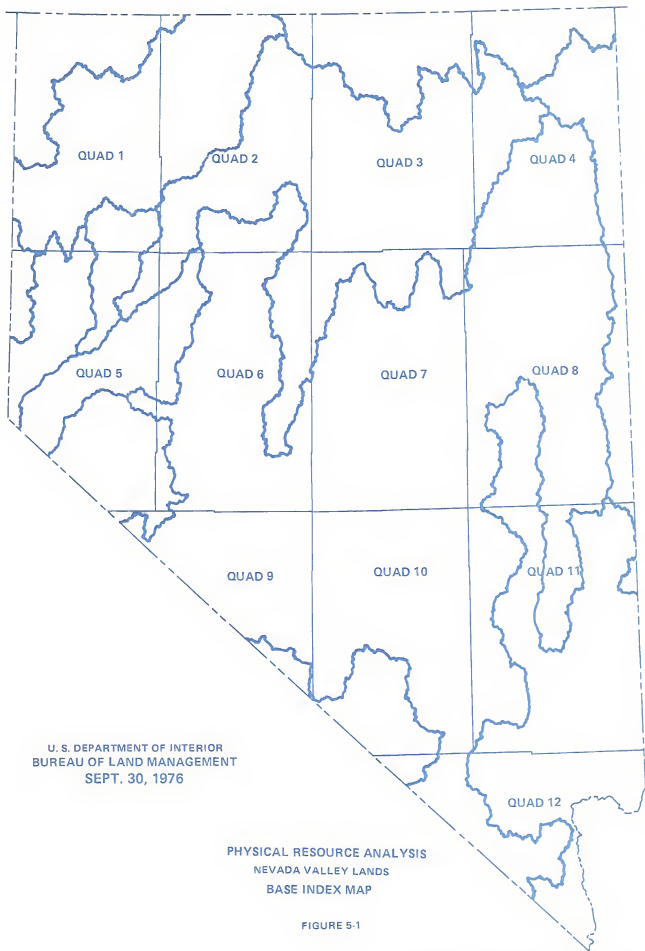 QUAD 1
QUAD 2
QUAD 3
QUAD 4
QUAD 5
QUAD 6
QUAD 7
QUAD 8
QUAD 9
QUAD 10
QUAD 11
U. S. DEPARTMENT OF INTERIOR
BUREAU OF LAND MANAGEMENT
SEPT. 30, 1976
QUAD 12
PHYSICAL RESOURCE ANALYSIS
NEVADA VALLEY LANDS
BASE INDEX MAP
FIGURE 5-1